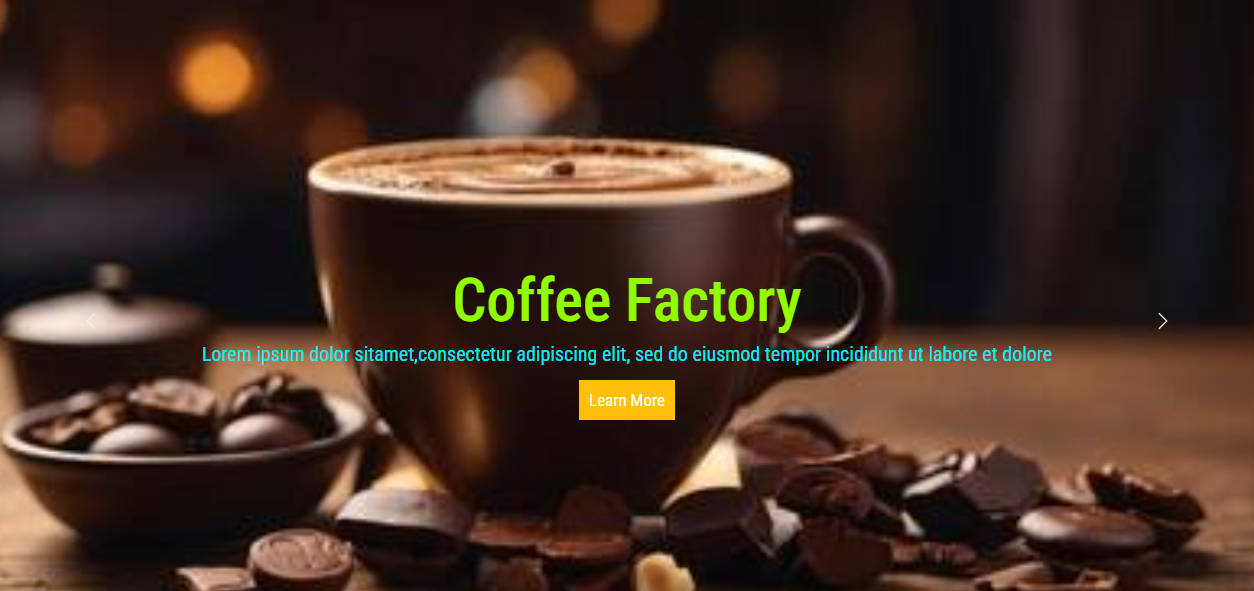 Coffee Factory
Lorem ipsum dolor sitamet,consectetur adipiscing elit, sed do eiusmod tempor incididunt ut labore et dolore
Learn More